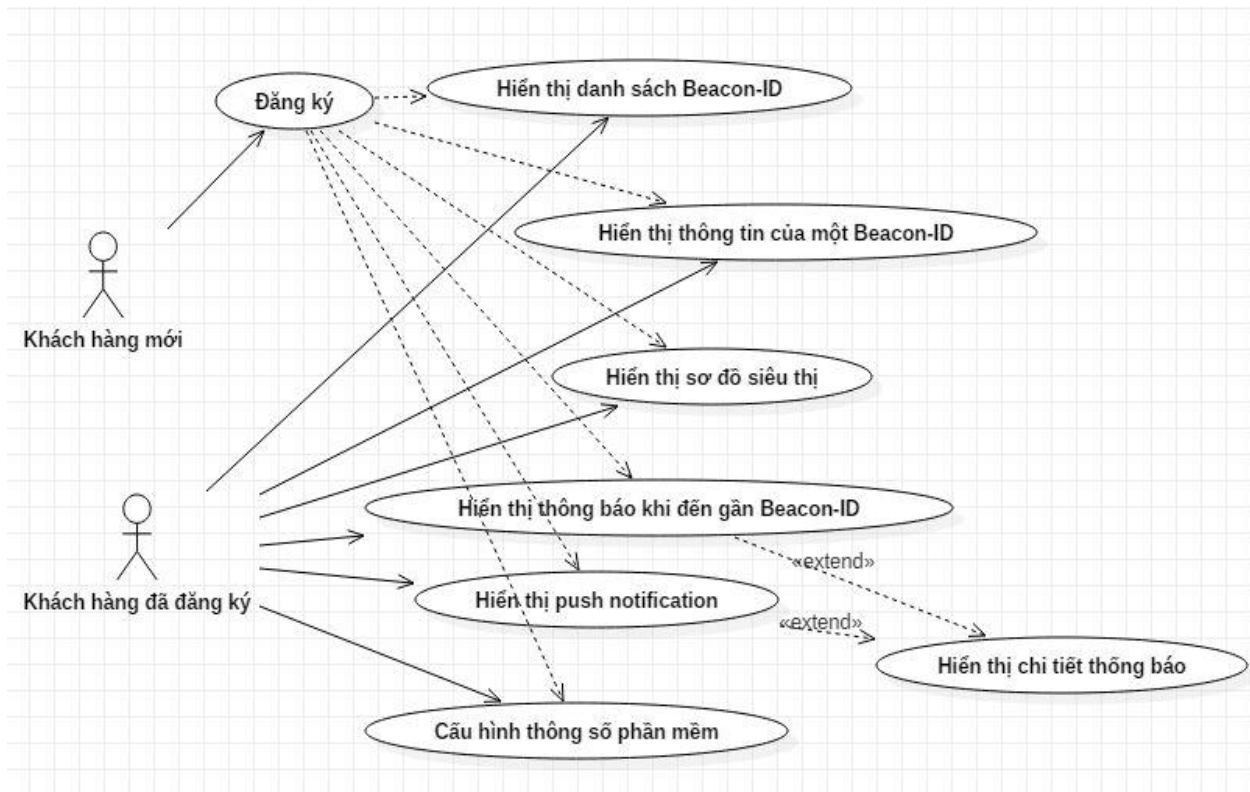 Đăng ký
Hiển thị danh sách Beacon-ID
Hiển thị thông tin của một Beacon-ID
Khách hàng mới
Hiển thị sơ đồ siêu thị
Hiển thị thông báo khi đến gần Beacon-ID
«extend»
Khách hàng đã đăng ký
Hiển thị push notification
«extend»
Hiển thị chi tiết thống báo
Cấu hình thông số phần mềm